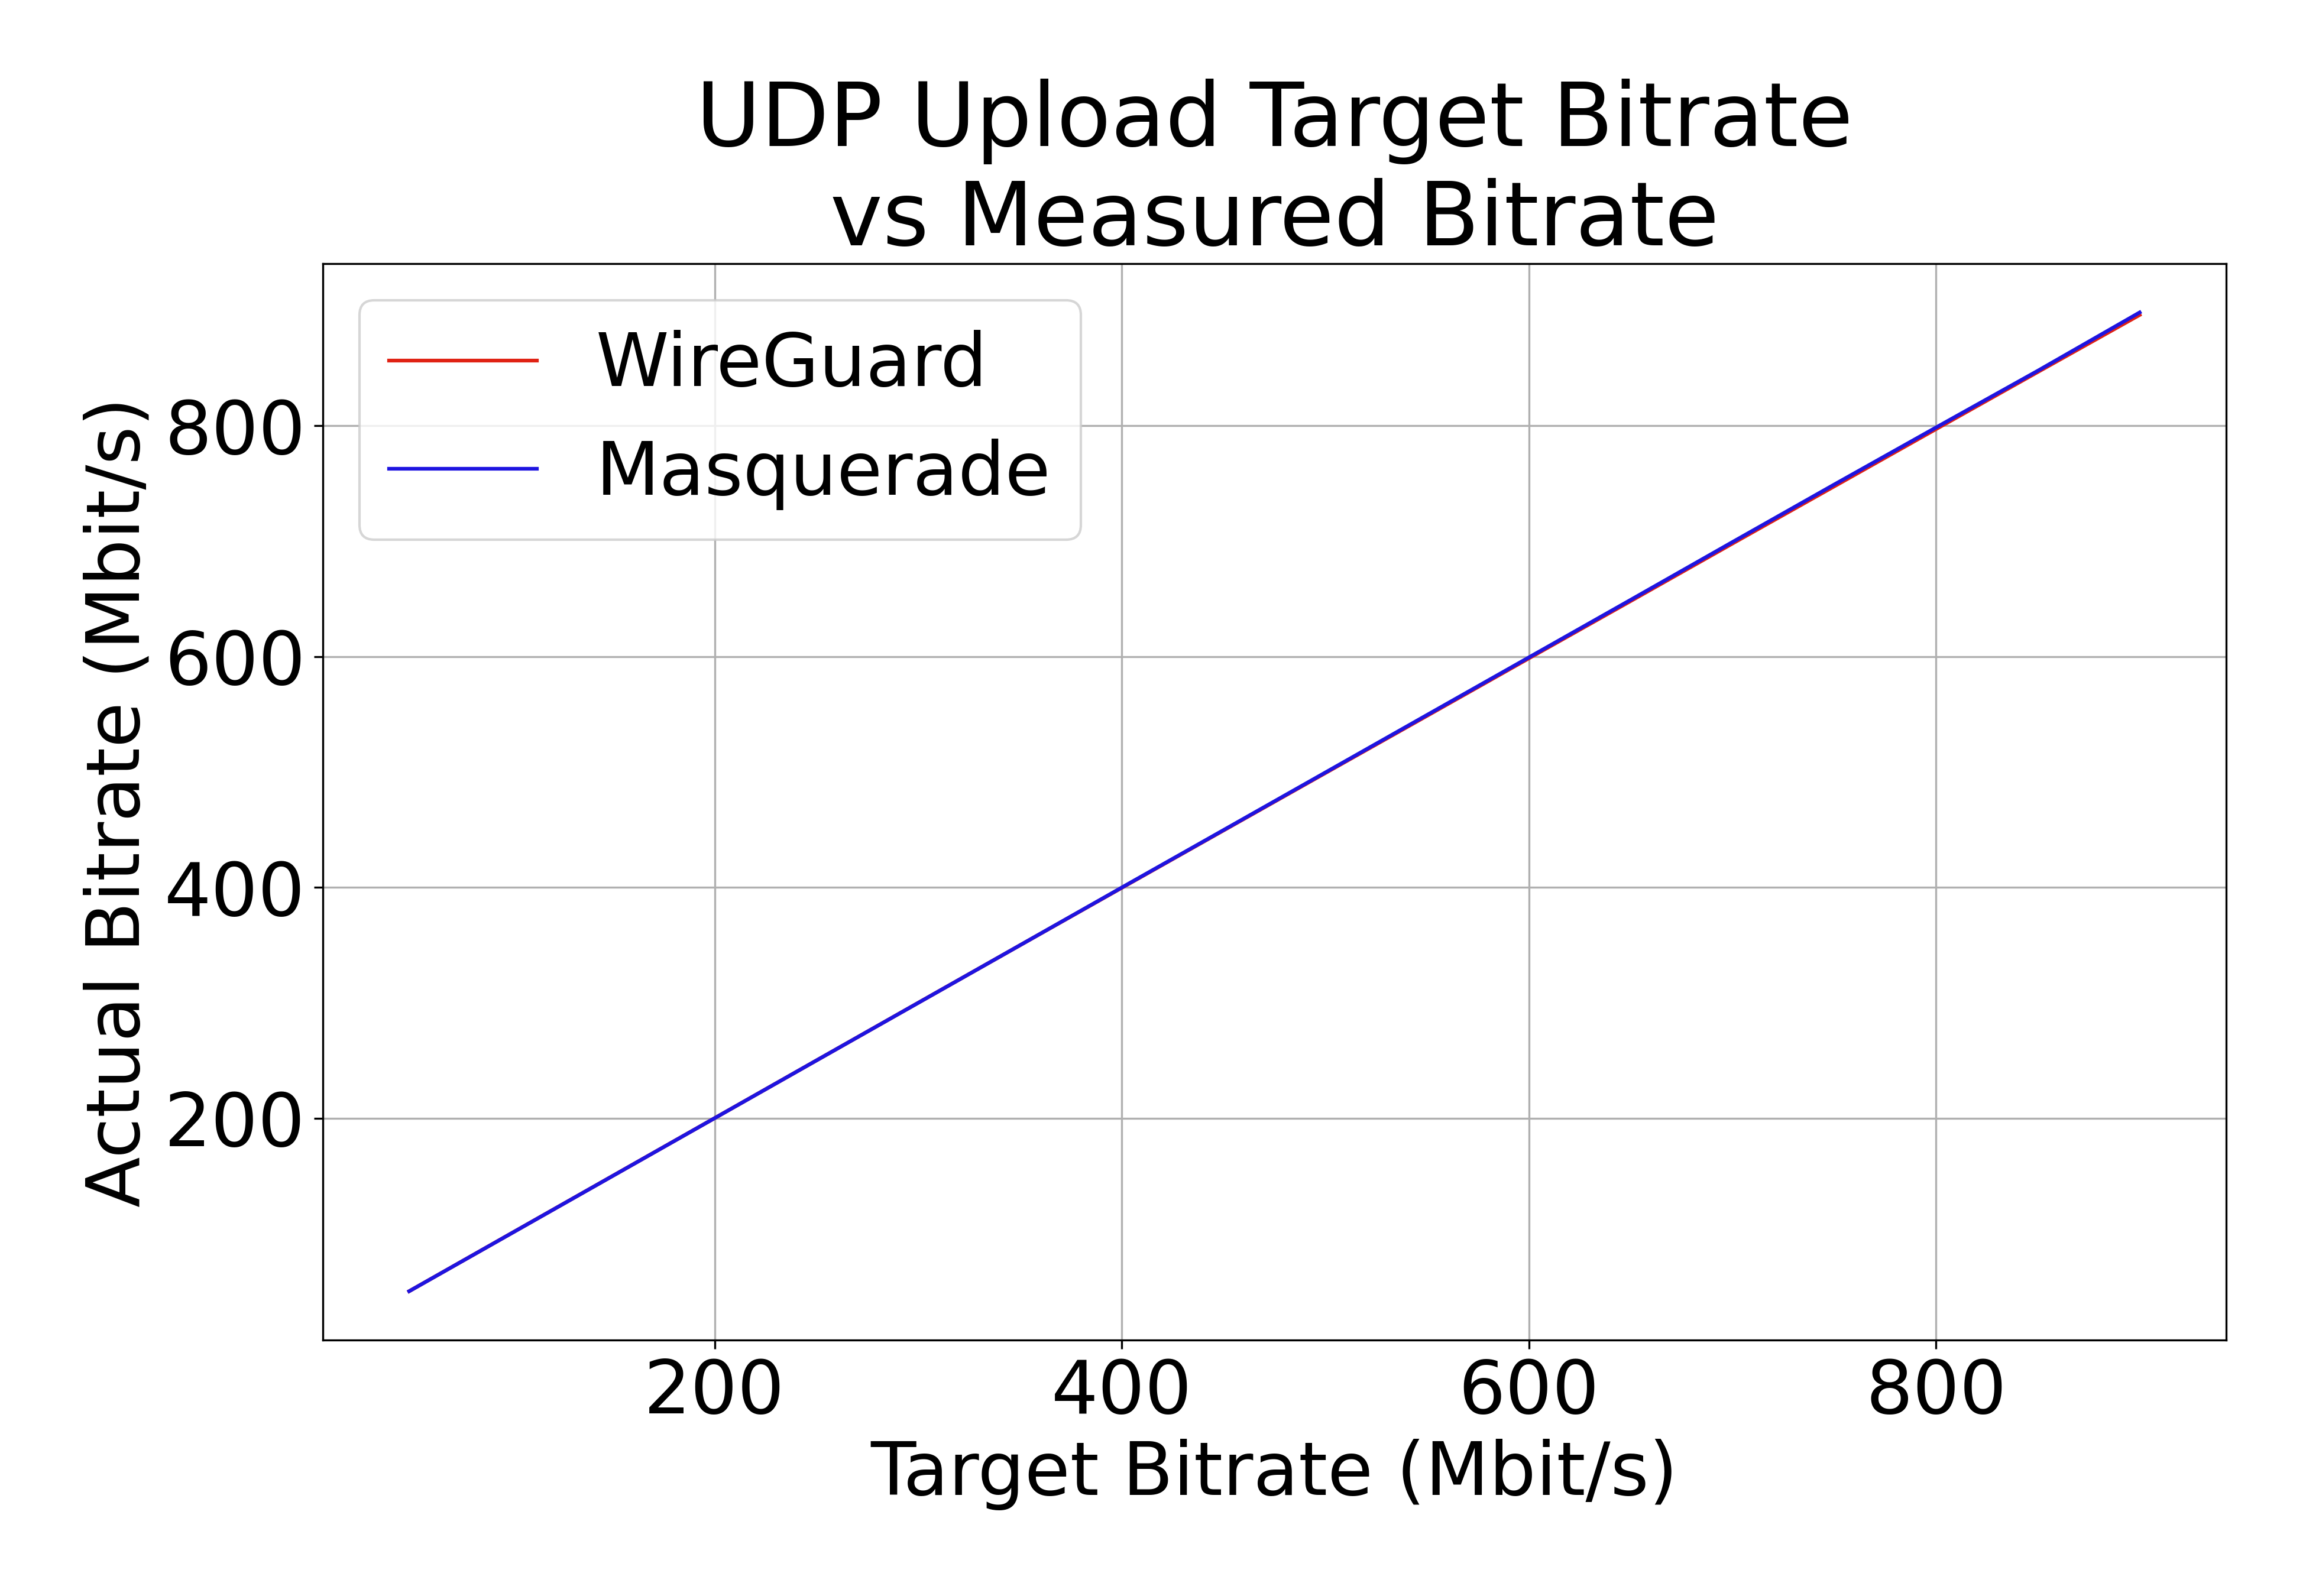 UDP Upload Target Bitrate
vs Measured Bitrate
WireGuard
Masquerade
Actual Bitrate (Mbit/s)
800
600
400
200
200 400 600 800
Target Bitrate (Mbit/s)